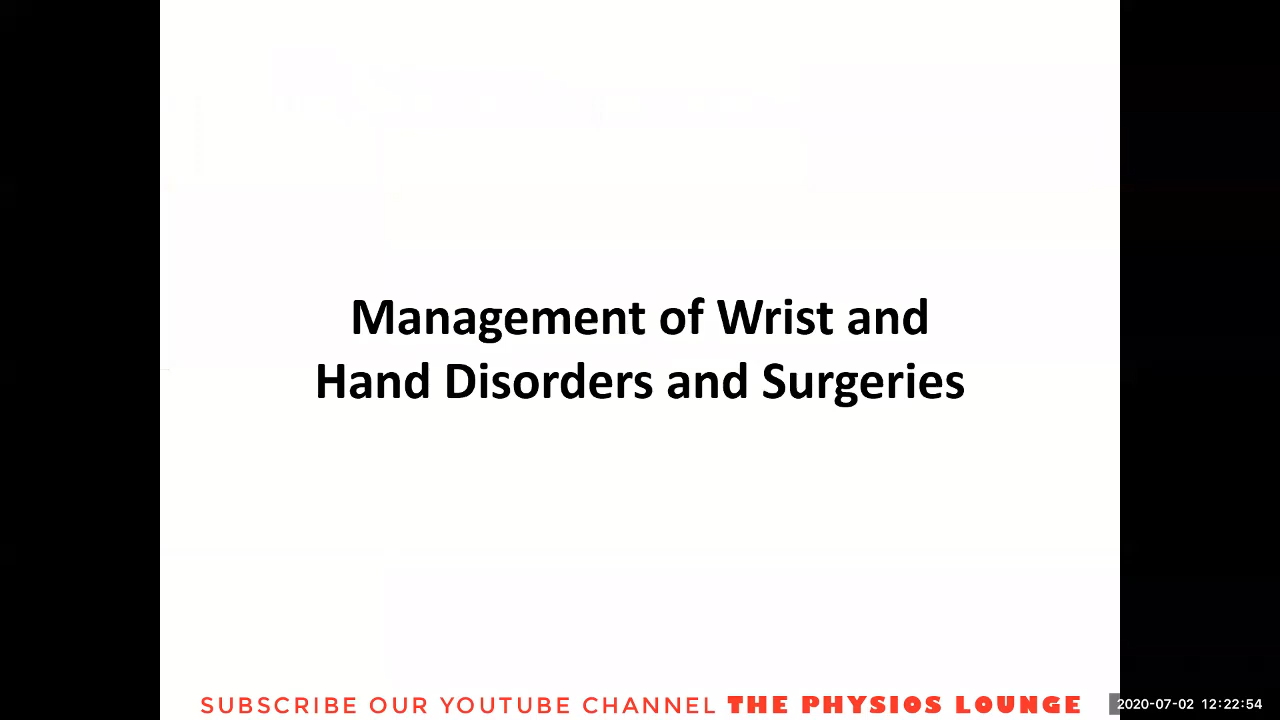 Management of Wrist and
Hand Disorders and Surgeries
SUBSCRIBE OUR YOUTUBE CHANNEL THE PHYSIOS LOUNGE
2020-07-02 12:22:54